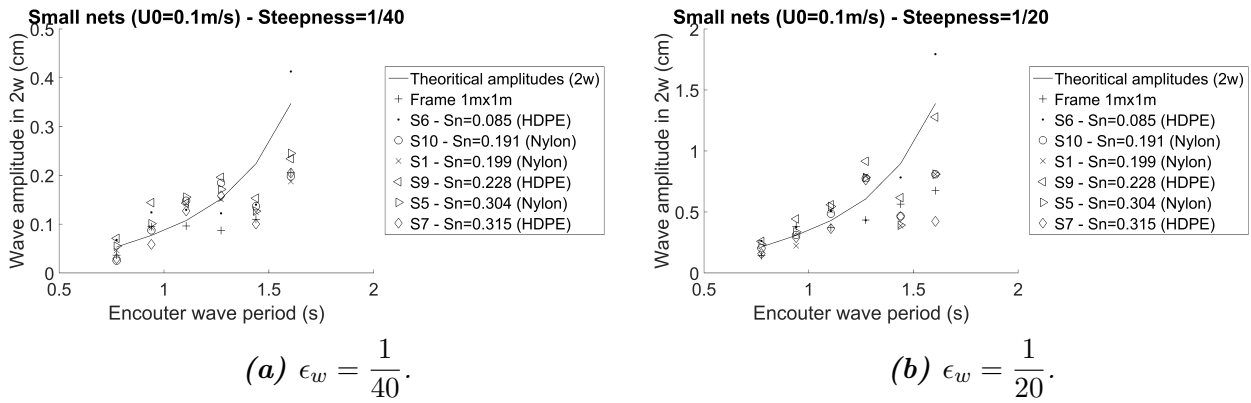 Small nets (U0=0.1m/s) - Steepness=1/40
Wave amplitude in 2w (cm)
0.5
0.4
0.3
0.2
0.1
0
0.5
1
1.5
2
Encouter wave period (s)
Theoritical amplitudes (2w)
Frame 1mx1m
S6 - Sn=0.085 (HDPE)
S10 - Sn=0.191 (Nylon)
S1 - Sn=0.199 (Nylon)
S9 - Sn=0.228 (HDPE)
S5 - Sn=0.304 (Nylon)
S7 - Sn=0.315 (HDPE)
(a) ϵw = 1/40.
Small nets (U0=0.1m/s) - Steepness=1/20
Wave amplitude in 2w (cm)
2
1.5
1
0.5
0
0.5
1
1.5
2
Encouter wave period (s)
Theoritical amplitudes (2w)
Frame 1mx1m
S6 - Sn=0.085 (HDPE)
S10 - Sn=0.191 (Nylon)
S1 - Sn=0.199 (Nylon)
S9 - Sn=0.228 (HDPE)
S5 - Sn=0.304 (Nylon)
S7 - Sn=0.315 (HDPE)
(b) ϵw = 1/20.